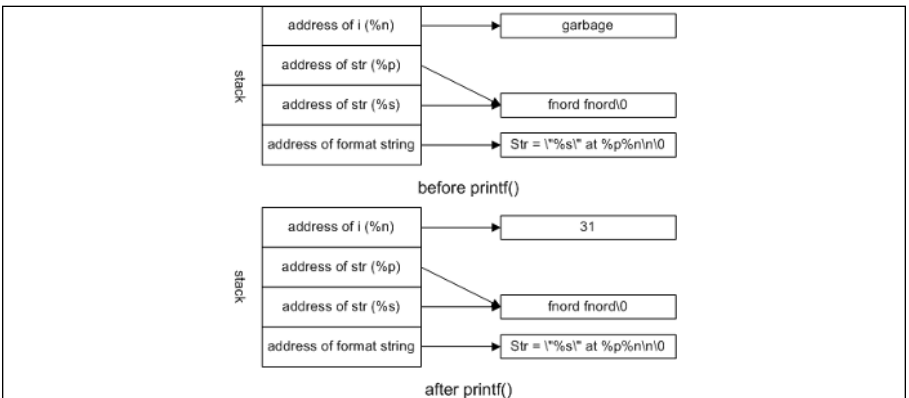 address of i (%n) garbage
address of str (%p)
stack
address of str (%s) fnord fnord\0
address of format string Str = \"%s\" at %p%n\n\0
before printf()
address of i (%n) 31
address of str (%p)
stack
address of str (%s) fnord fnord\0
address of format string Str = \"%s\" at %p%n\n\0
after printf()